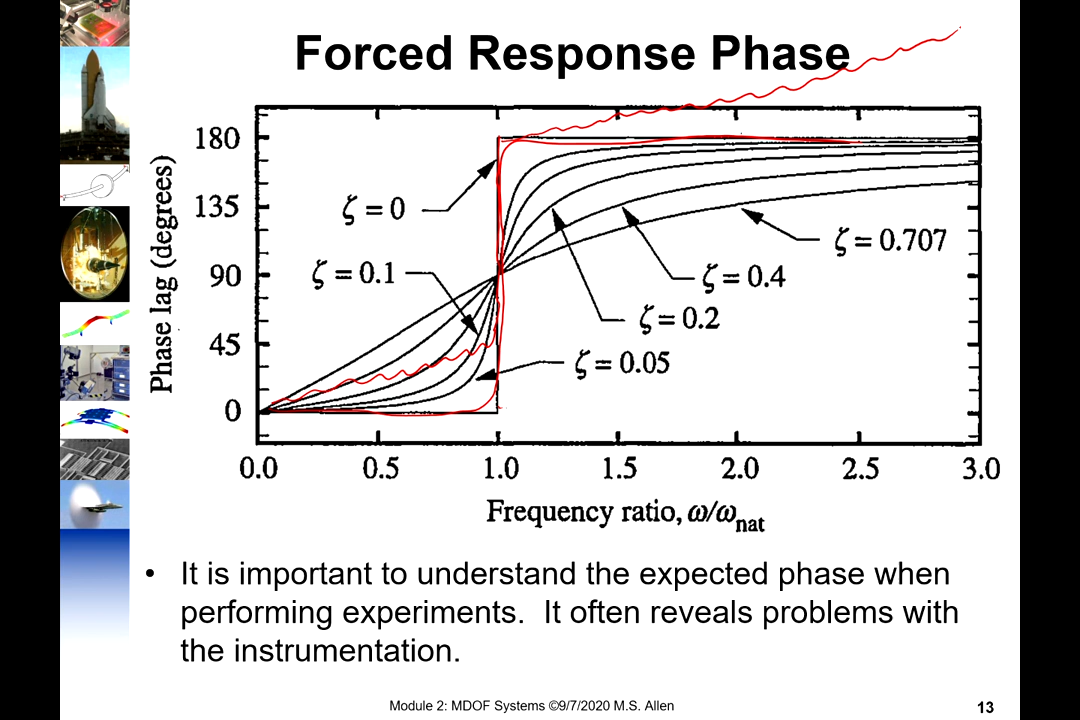 Forced Response Phase
180
135
90
45
0
Phase lag (degrees)
ζ = 0
ζ = 0.1
ζ = 0.707
ζ = 0.4
ζ = 0.2
ζ = 0.05
0.0 0.5 1.0 1.5 2.0 2.5 3.0
Frequency ratio, ω/ω_nat
• It is important to understand the expected phase when
performing experiments. It often reveals problems with
the instrumentation.
Module 2: MDOF Systems ©9/7/2020 M.S. Allen
13